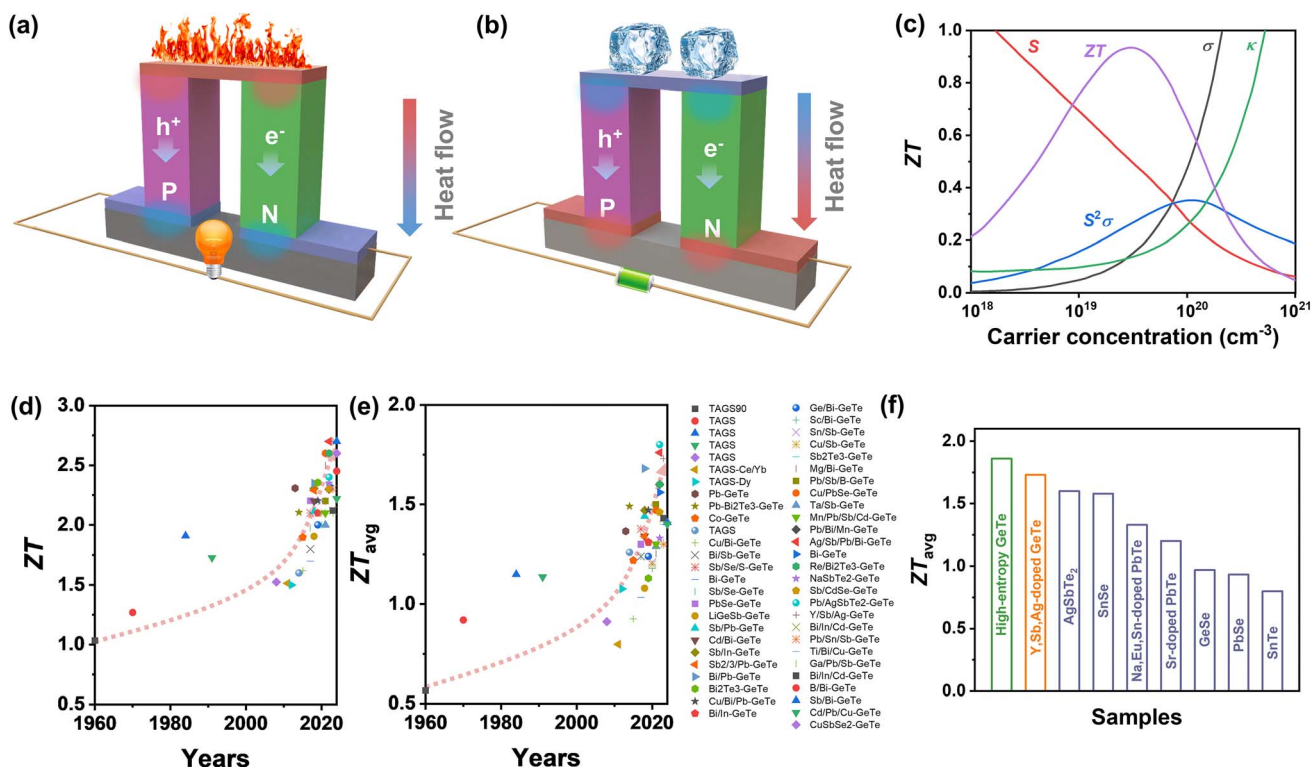 (a)
h+
e-
P
N
Heat flow
(b)
h+
e-
P
N
Heat flow
(c)
1.0
0.8
0.6
0.4
0.2
0.0
ZT
S
ZT
σ
κ
S²σ
10¹⁸
10¹⁹
10²⁰
10²¹
Carrier concentration (cm⁻³)
(d)
3.0
2.5
2.0
1.5
1.0
0.5
ZT
1960
1980
2000
2020
Years
(e)
2.0
1.5
1.0
0.5
ZTavg
1960
1980
2000
2020
Years
TAGS90
TAGS
TAGS
TAGS
TAGS
TAGS-Ce/Yb
TAGS-Dy
Pb-GeTe
Pb-Bi2Te3-GeTe
Co-GeTe
TAGS
Cu/Bi-GeTe
Bi/Sb-GeTe
Sb/Se/S-GeTe
Bi-GeTe
Sb/Se-GeTe
PbSe-GeTe
LiGeSb-GeTe
Sb/Pb-GeTe
Cd/Bi-GeTe
Sb/In-GeTe
Sb2/3/Pb-GeTe
Bi/Pb-GeTe
Bi2Te3-GeTe
Cu/Bi/Pb-GeTe
Bi/In-GeTe
Ge/Bi-GeTe
Sc/Bi-GeTe
Sn/Sb-GeTe
Cu/Sb-GeTe
Sb2Te3-GeTe
Mg/Bi-GeTe
Pb/Sb/B-GeTe
Cu/PbSe-GeTe
Ta/Sb-GeTe
Mn/Pb/Sb/Cd-GeTe
Pb/Bi/Mn-GeTe
Ag/Sb/Pb/Bi-GeTe
Bi-GeTe
Re/Bi2Te3-GeTe
NaSbTe2-GeTe
Sb/CdSe-GeTe
Pb/AgSbTe2-GeTe
Y/Sb/Ag-GeTe
Bi/In/Cd-GeTe
Pb/Sn/Sb-GeTe
Ti/Bi/Cu-GeTe
Ga/Pb/Sb-GeTe
Bi/In/Cd-GeTe
B/Bi-GeTe
Sb/Bi-GeTe
Cd/Pb/Cu-GeTe
CuSbSe2-GeTe
(f)
2.0
1.5
1.0
0.5
0.0
ZTavg
High-entropy GeTe
Y,Sb,Ag-doped GeTe
AgSbTe₂
SnSe
Na,Eu,Sn-doped PbTe
Sr-doped PbTe
GeSe
PbSe
SnTe
Samples